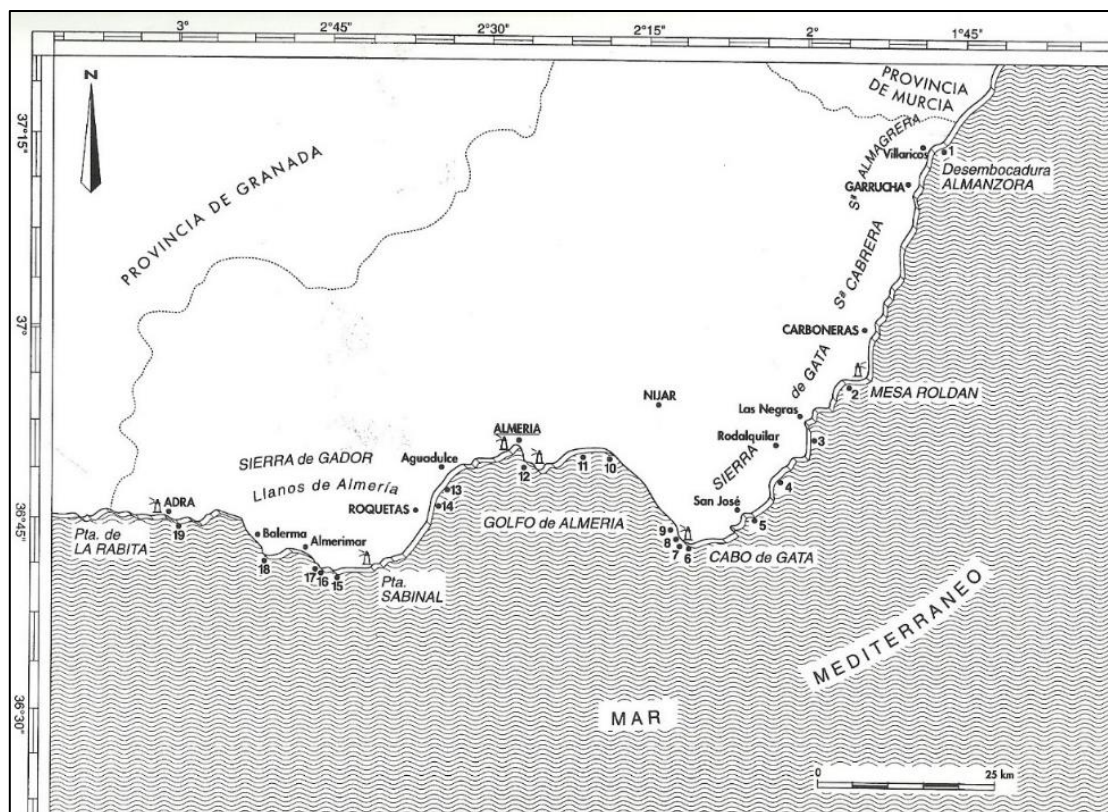 3°
2°45"
2°30"
2°15"
2°
1°45"
N
37°15'
37°
36°45'
36°30'
PROVINCIA DE GRANADA
PROVINCIA
DE MURCIA
Sª ALMAGRERA
Villaricos
1
Desembocadura
ALMANZORA
GARRUCHA
Sª CABRERA
CARBONERAS
2
MESA ROLDAN
SIERRA de GATA
NIJAR
Las Negras
3
Rodalquilar
4
ALMERIA
Aguadulce
12
11
10
SIERRA de GADOR
Llanos de Almería
13
14
ROQUETAS
GOLFO de ALMERIA
San José
5
9
8
7
6
CABO de GATA
ADRA
19
Pta. de
LA RABITA
Balerma
Almerimar
18
17
16
15
Pta.
SABINAL
MAR
MEDITERRANEO
0
25 km